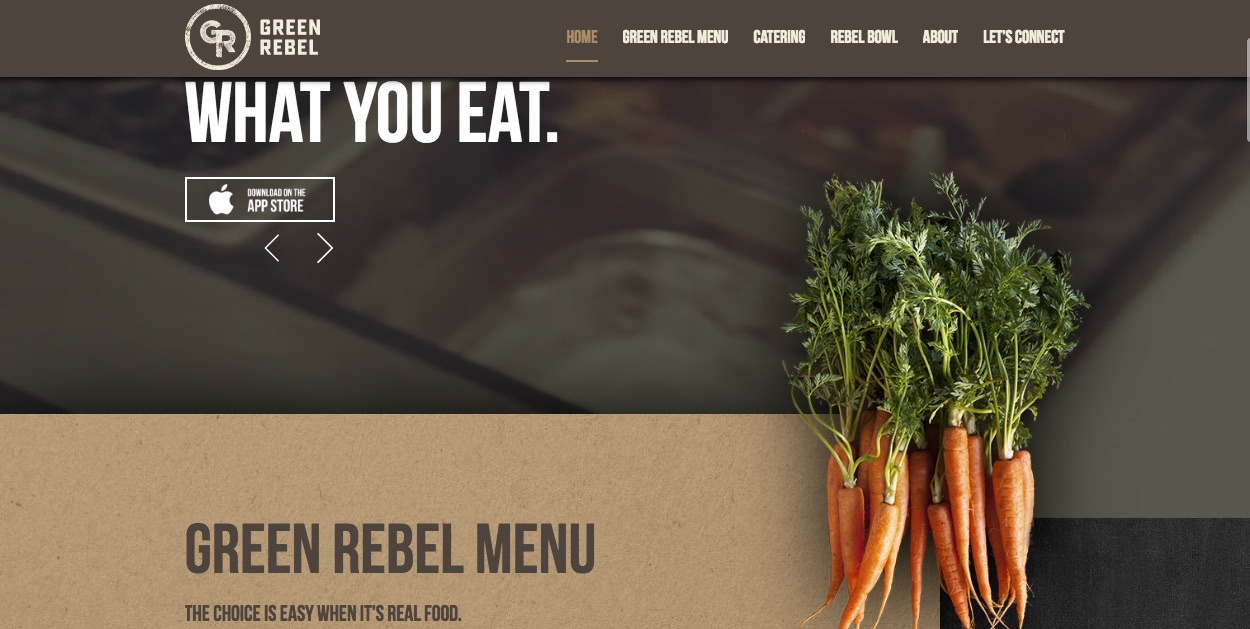 GR
GREEN
REBEL
HOME GREEN REBEL MENU CATERING REBEL BOWL ABOUT LET'S CONNECT
WHAT YOU EAT.
DOWNLOAD ON THE
APP STORE
GREEN REBEL MENU
THE CHOICE IS EASY WHEN IT'S REAL FOOD.